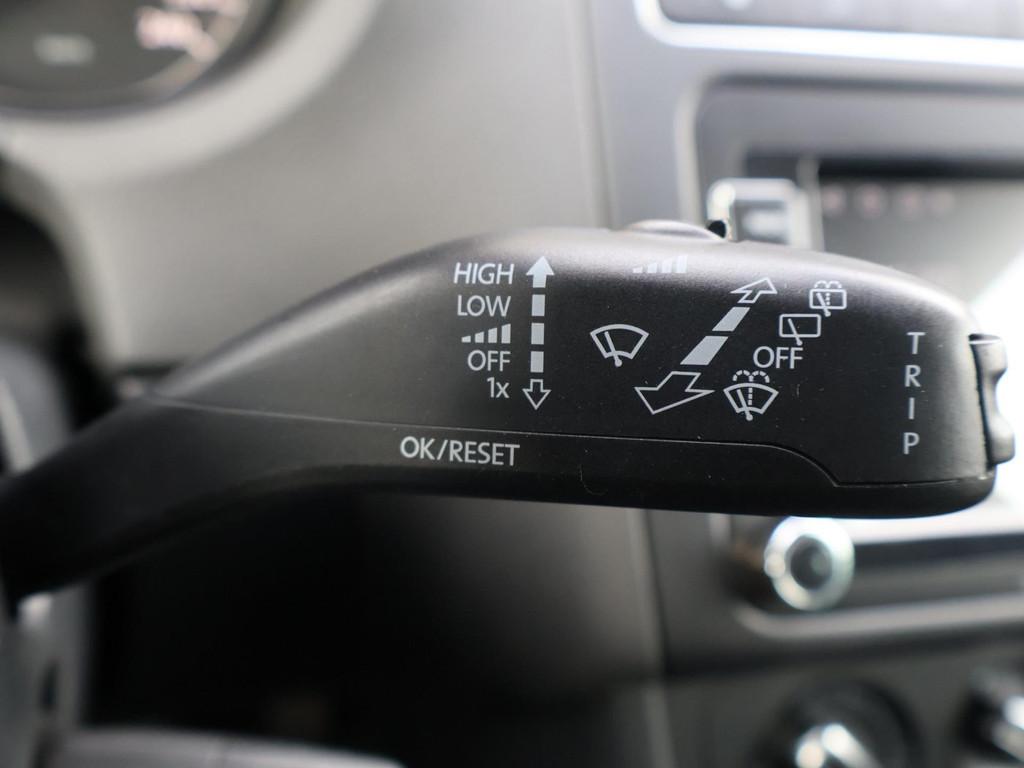 HIGH
LOW
OFF
1x
OFF
TRIP
OK/RESET